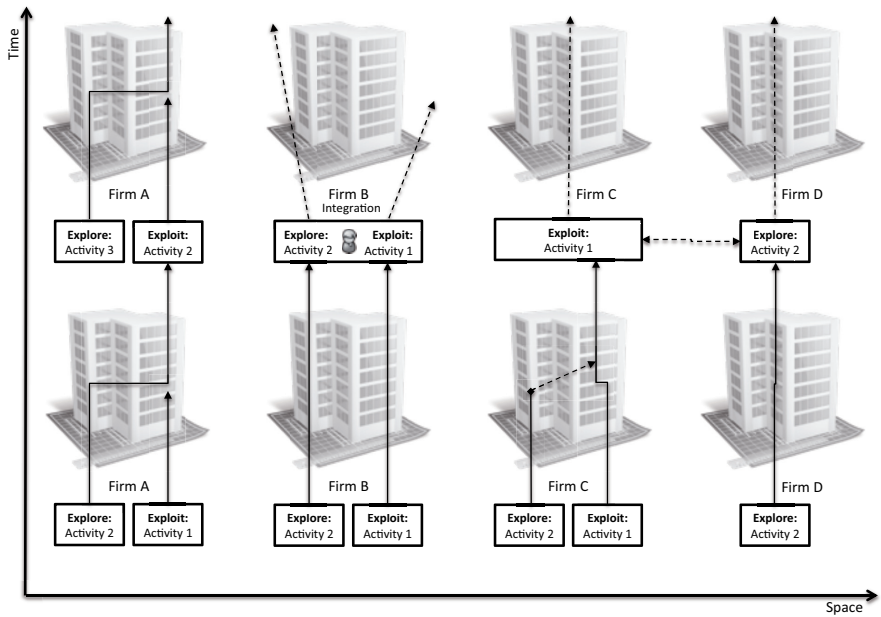 Time
Firm A
Firm B
Integration
Firm C
Firm D
Explore:
Activity 3
Exploit:
Activity 2
Explore:
Activity 2
Exploit:
Activity 1
Exploit:
Activity 1
Explore:
Activity 2
Firm A
Firm B
Firm C
Firm D
Explore:
Activity 2
Exploit:
Activity 1
Explore:
Activity 2
Exploit:
Activity 1
Explore:
Activity 2
Exploit:
Activity 1
Explore:
Activity 2
Space